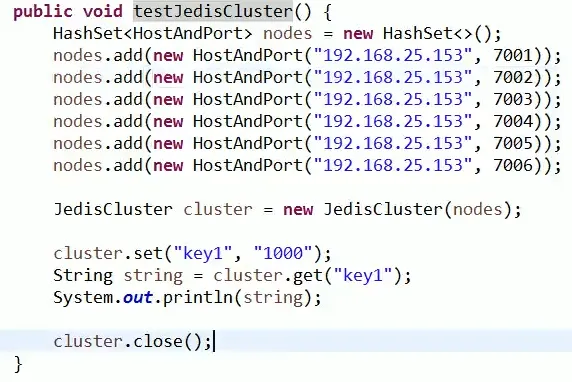 public void testJedisCluster() {
    HashSet<HostAndPort> nodes = new HashSet<>();
    nodes.add(new HostAndPort("192.168.25.153", 7001));
    nodes.add(new HostAndPort("192.168.25.153", 7002));
    nodes.add(new HostAndPort("192.168.25.153", 7003));
    nodes.add(new HostAndPort("192.168.25.153", 7004));
    nodes.add(new HostAndPort("192.168.25.153", 7005));
    nodes.add(new HostAndPort("192.168.25.153", 7006));
    JedisCluster cluster = new JedisCluster(nodes);
    cluster.set("key1", "1000");
    String string = cluster.get("key1");
    System.out.println(string);
    cluster.close();
}